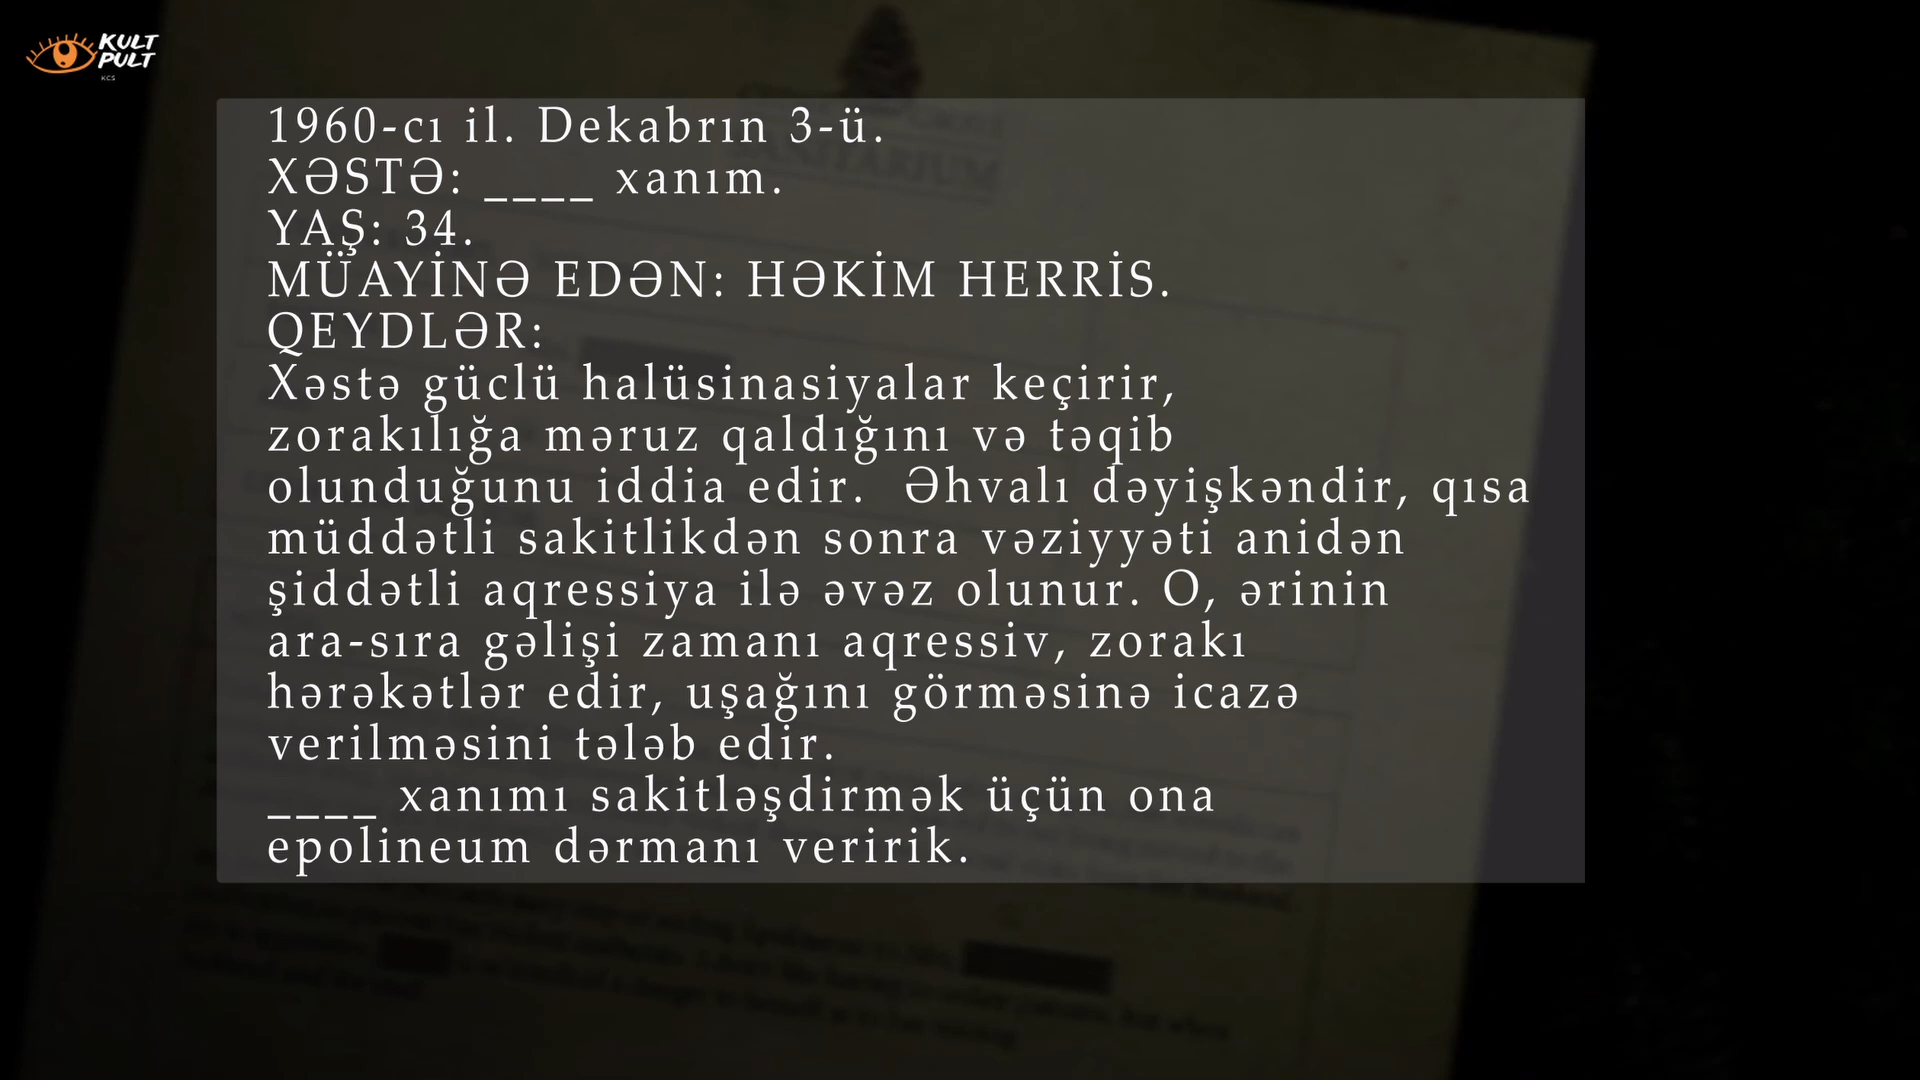 KULT
PULT
KCS
1960-cı il. Dekabrın 3-ü.
XƏSTƏ: ____ xanım.
YAŞ: 34.
MÜAYİNƏ EDƏN: HƏKİM HERRİS.
QEYDLƏR:
Xəstə güclü halüsinasiyalar keçirir,
zorakılığa məruz qaldığını və təqib
olunduğunu iddia edir.  Əhvalı dəyişkəndir, qısa
müddətli sakitlikdən sonra vəziyyəti anidən
şiddətli aqressiya ilə əvəz olunur. O, ərinin
ara-sıra gəlişi zamanı aqressiv, zorakı
hərəkətlər edir, uşağını görməsinə icazə
verilməsini tələb edir.
____ xanımı sakitləşdirmək üçün ona
epolineum dərmanı veririk.